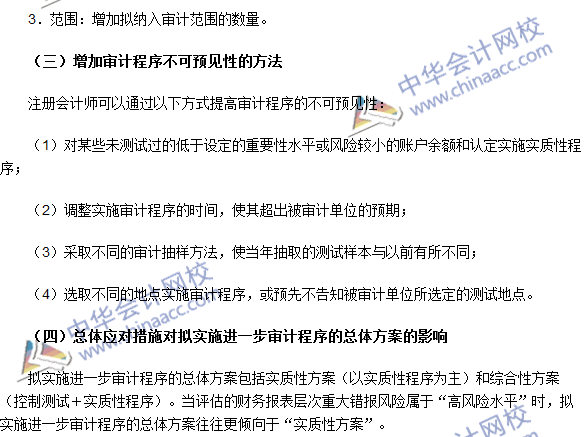 3．范围：增加拟纳入审计范围的数量。
（三）增加审计程序不可预见性的方法
注册会计师可以通过以下方式提高审计程序的不可预见性：
（1）对某些未测试过的低于设定的重要性水平或风险较小的账户余额和认定实施实质性程
序；
（2）调整实施审计程序的时间，使其超出被审计单位的预期；
（3）采取不同的审计抽样方法，使当年抽取的测试样本与以前有所不同；
（4）选取不同的地点实施审计程序，或预先不告知被审计单位所选定的测试地点。
（四）总体应对措施对拟实施进一步审计程序的总体方案的影响
拟实施进一步审计程序的总体方案包括实质性方案（以实质性程序为主）和综合性方案
（控制测试＋实质性程序）。当评估的财务报表层次重大错报风险属于“高风险水平”时，拟
实施进一步审计程序总体方案往往更倾向于“实质性方案”。
中华会计网校
www.chinaacc.com
中华会计网校
www.chinaacc.com